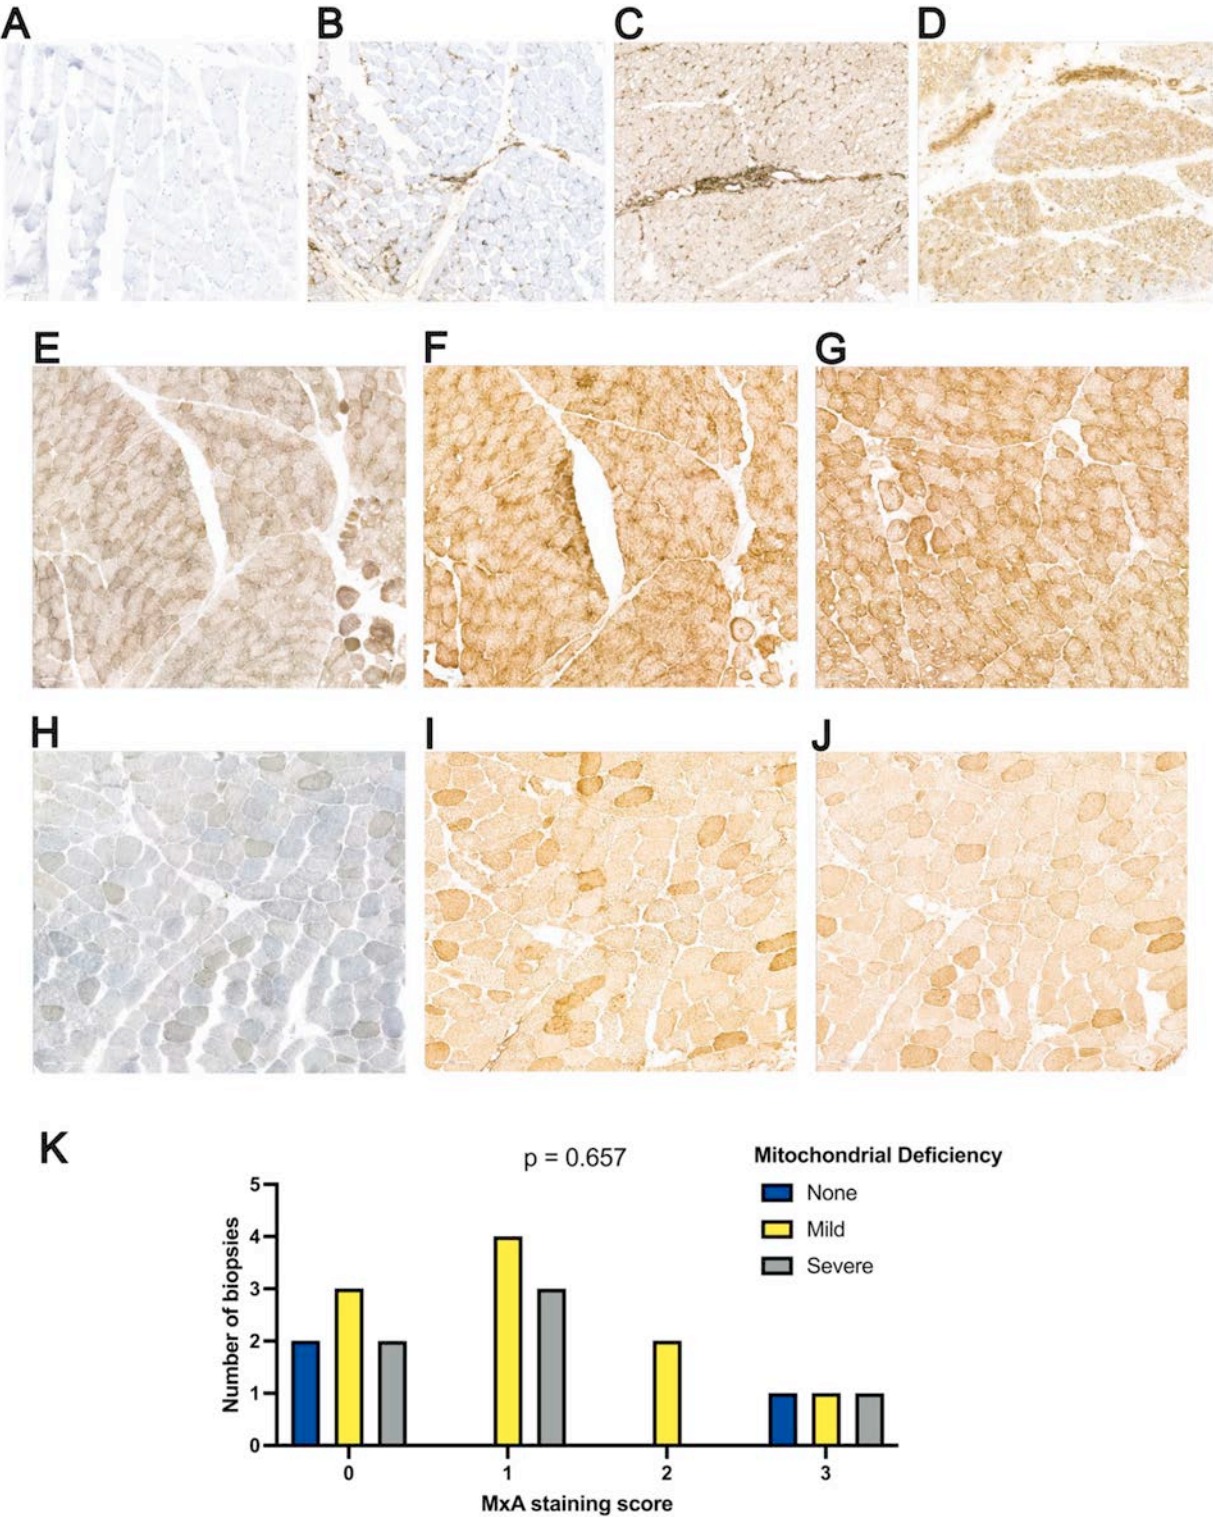 A
B
C
D
E
F
G
H
I
J
K
p = 0.657
Mitochondrial Deficiency
None
Mild
Severe
Number of biopsies
5
4
3
2
1
0
0 1 2 3
MxA staining score